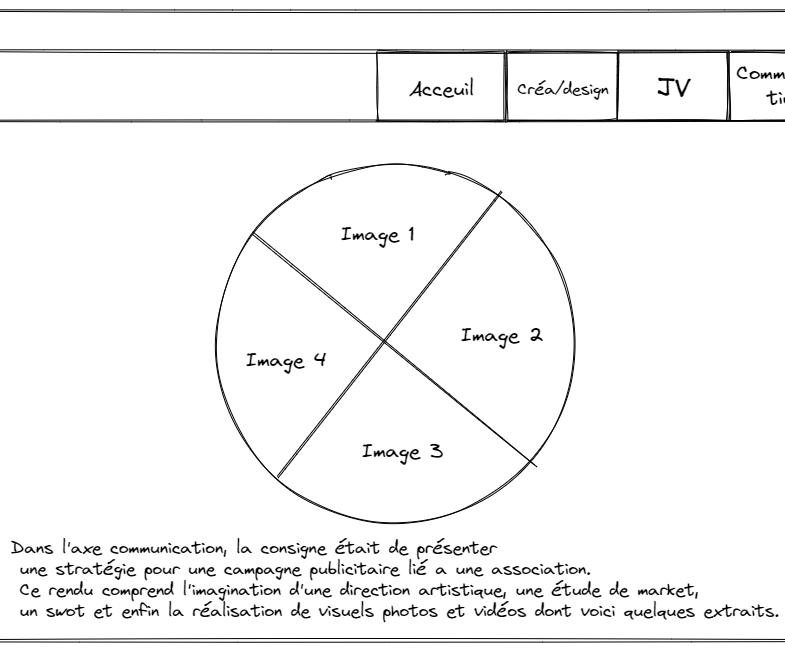 Acceuil
Créa/design
JV
Image 1
Image 2
Image 4
Image 3
Dans l'axe communication, la consigne était de présenter
une stratégie pour une campagne publicitaire lié a une association.
Ce rendu comprend l'imagination d'une direction artistique, une étude de market,
un swot et enfin la réalisation de visuels photos et vidéos dont voici quelques extraits.